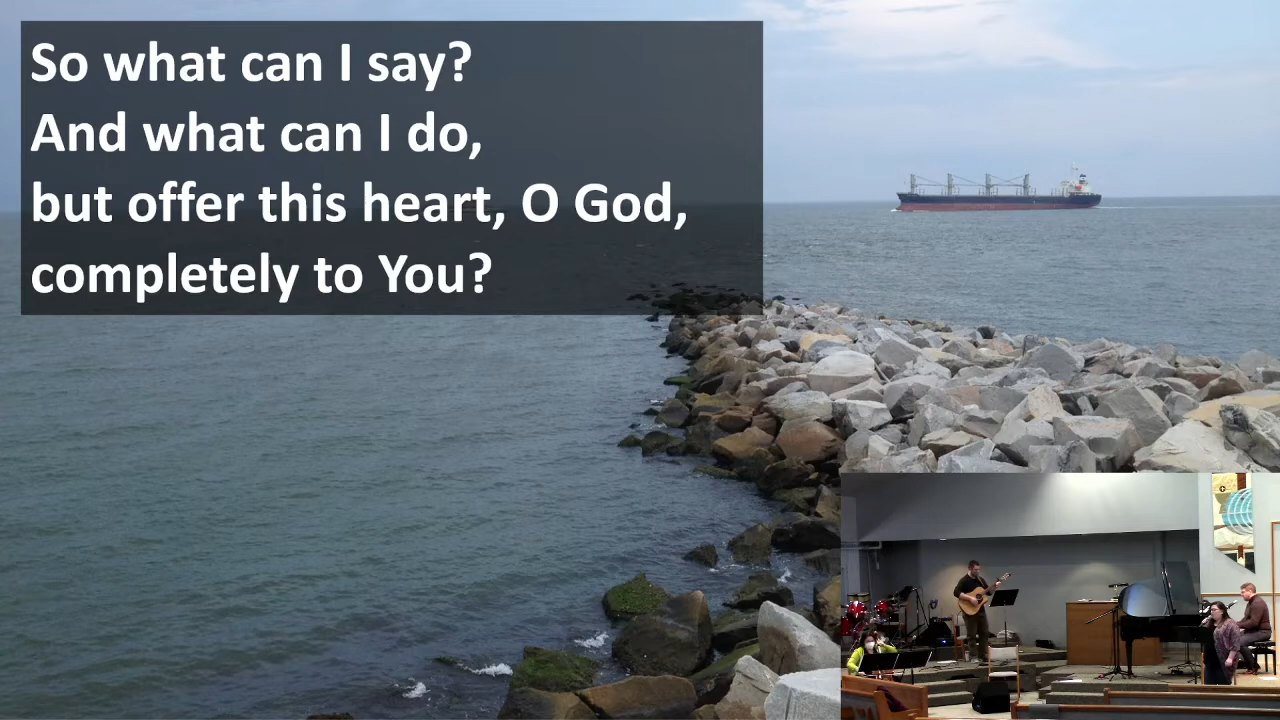 So what can I say?
And what can I do,
but offer this heart, O God,
completely to You?